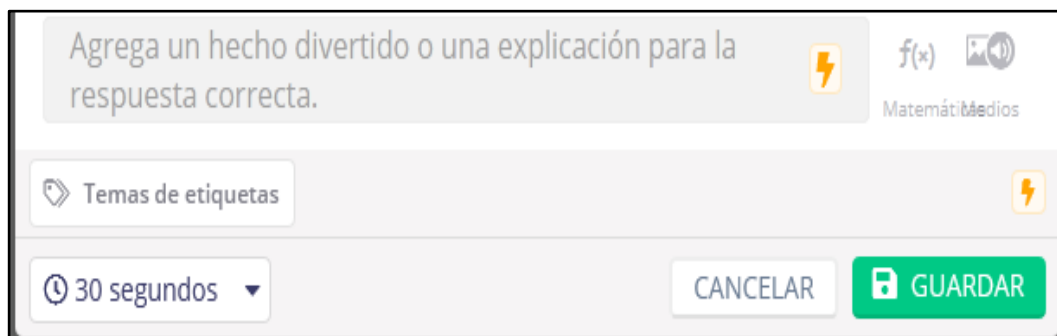 Agrega un hecho divertido o una explicación para la
respuesta correcta.
f(x)
Matemáticas Medios
Temas de etiquetas
30 segundos
CANCELAR
GUARDAR